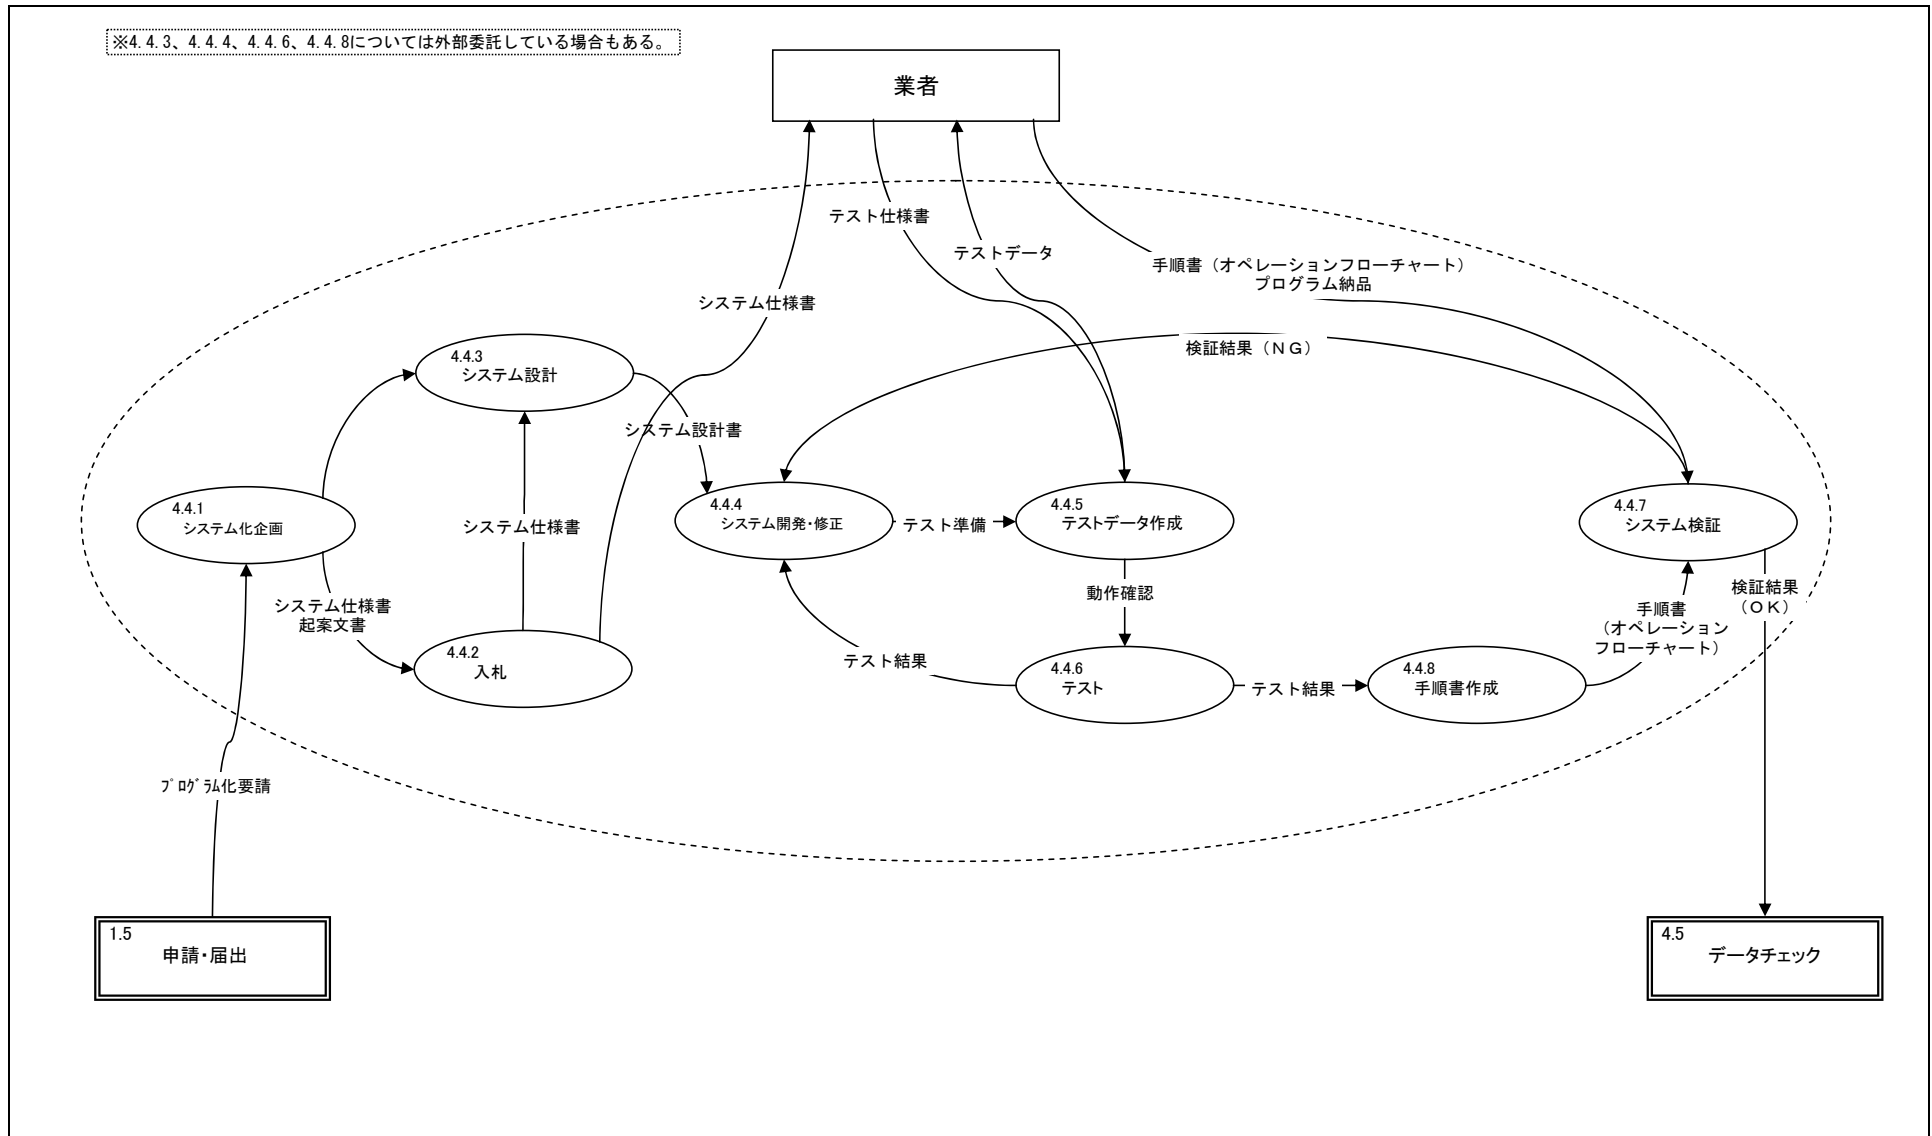 ※4.4.3、4.4.4、4.4.6、4.4.8については外部委託している場合もある。
業者
テスト仕様書
テストデータ
手順書（オペレーションフローチャート）
プログラム納品
システム仕様書
検証結果（ＮＧ）
4.4.3
システム設計
システム設計書
4.4.1
システム化企画
システム仕様書
4.4.4
システム開発・修正
テスト準備
4.4.5
テストデータ作成
4.4.7
システム検証
システム仕様書
起案文書
動作確認
検証結果
（ＯＫ）
手順書
（オペレーション
フローチャート）
4.4.2
入札
テスト結果
4.4.6
テスト
テスト結果
4.4.8
手順書作成
ﾌﾟﾛｸﾞﾗﾑ化要請
1.5
申請・届出
4.5
データチェック